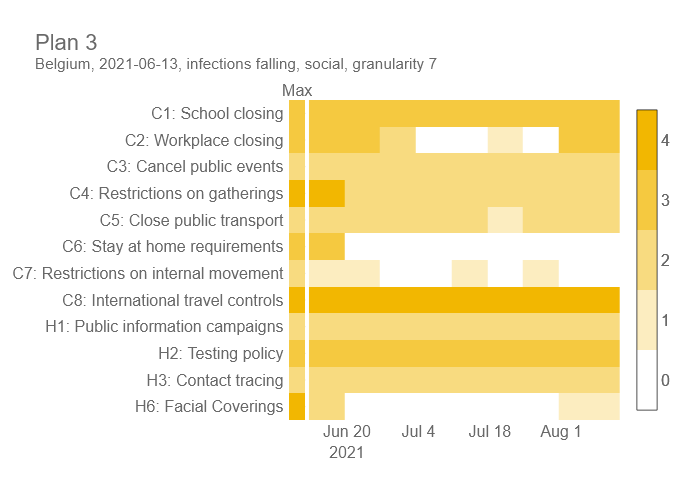 Plan 3
Belgium, 2021-06-13, infections falling, social, granularity 7
Max
C1: School closing
C2: Workplace closing
C3: Cancel public events
C4: Restrictions on gatherings
C5: Close public transport
C6: Stay at home requirements
C7: Restrictions on internal movement
C8: International travel controls
H1: Public information campaigns
H2: Testing policy
H3: Contact tracing
H6: Facial Coverings
Jun 20 Jul 4 Jul 18 Aug 1
2021
4
3
2
1
0